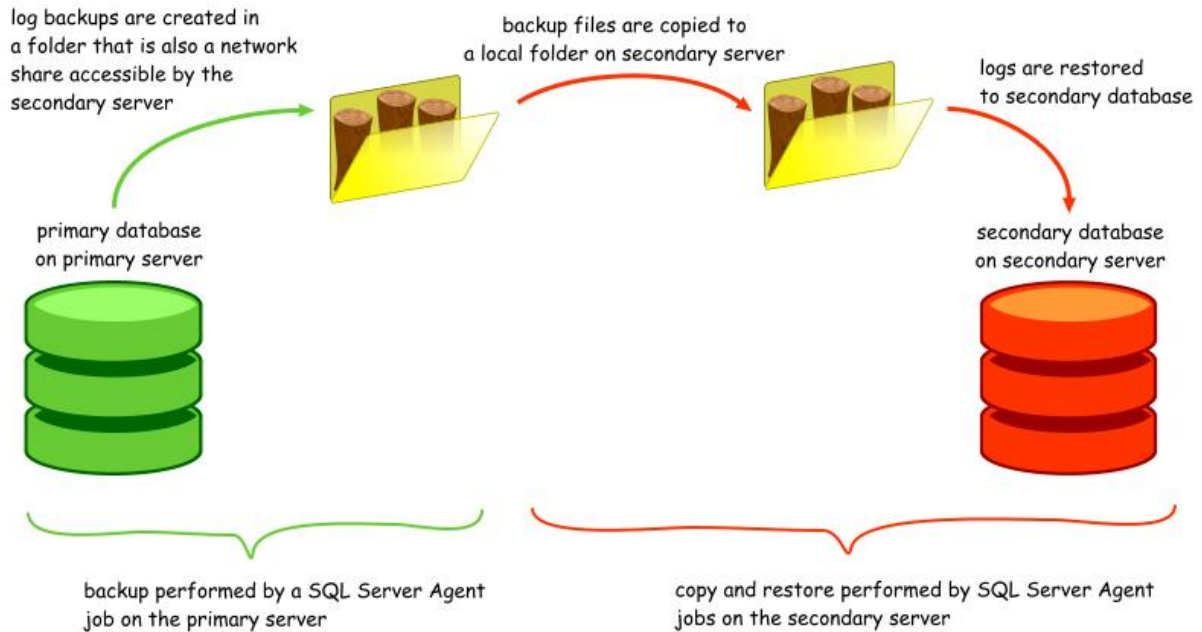 log backups are created in
a folder that is also a network
share accessible by the
secondary server
backup files are copied to
a local folder on secondary server
logs are restored
to secondary database
primary database
on primary server
secondary database
on secondary server
backup performed by a SQL Server Agent
job on the primary server
copy and restore performed by SQL Server Agent
jobs on the secondary server